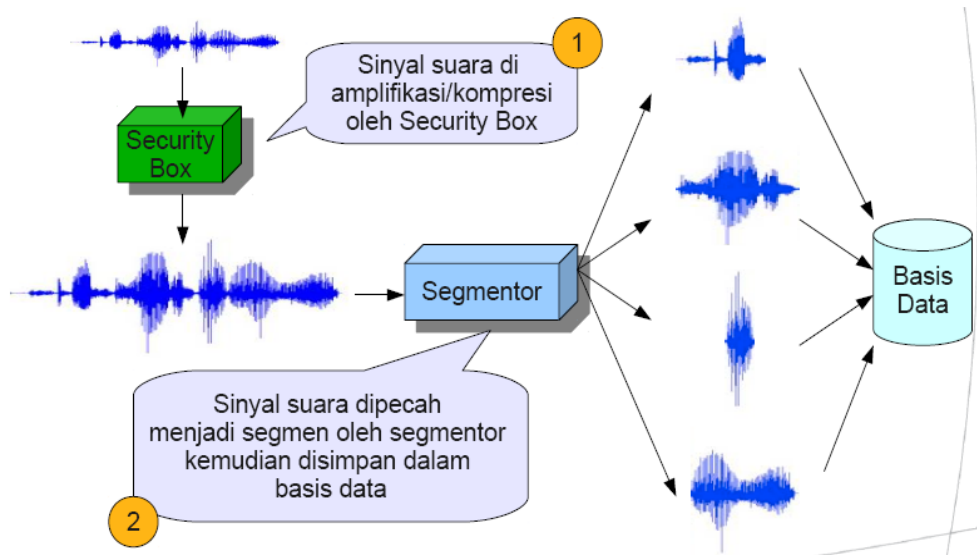 1
Sinyal suara di
amplifikasi/kompresi
oleh Security Box
Security
Box
Segmentor
Basis
Data
Sinyal suara dipecah
menjadi segmen oleh segmentor
kemudian disimpan dalam
basis data
2